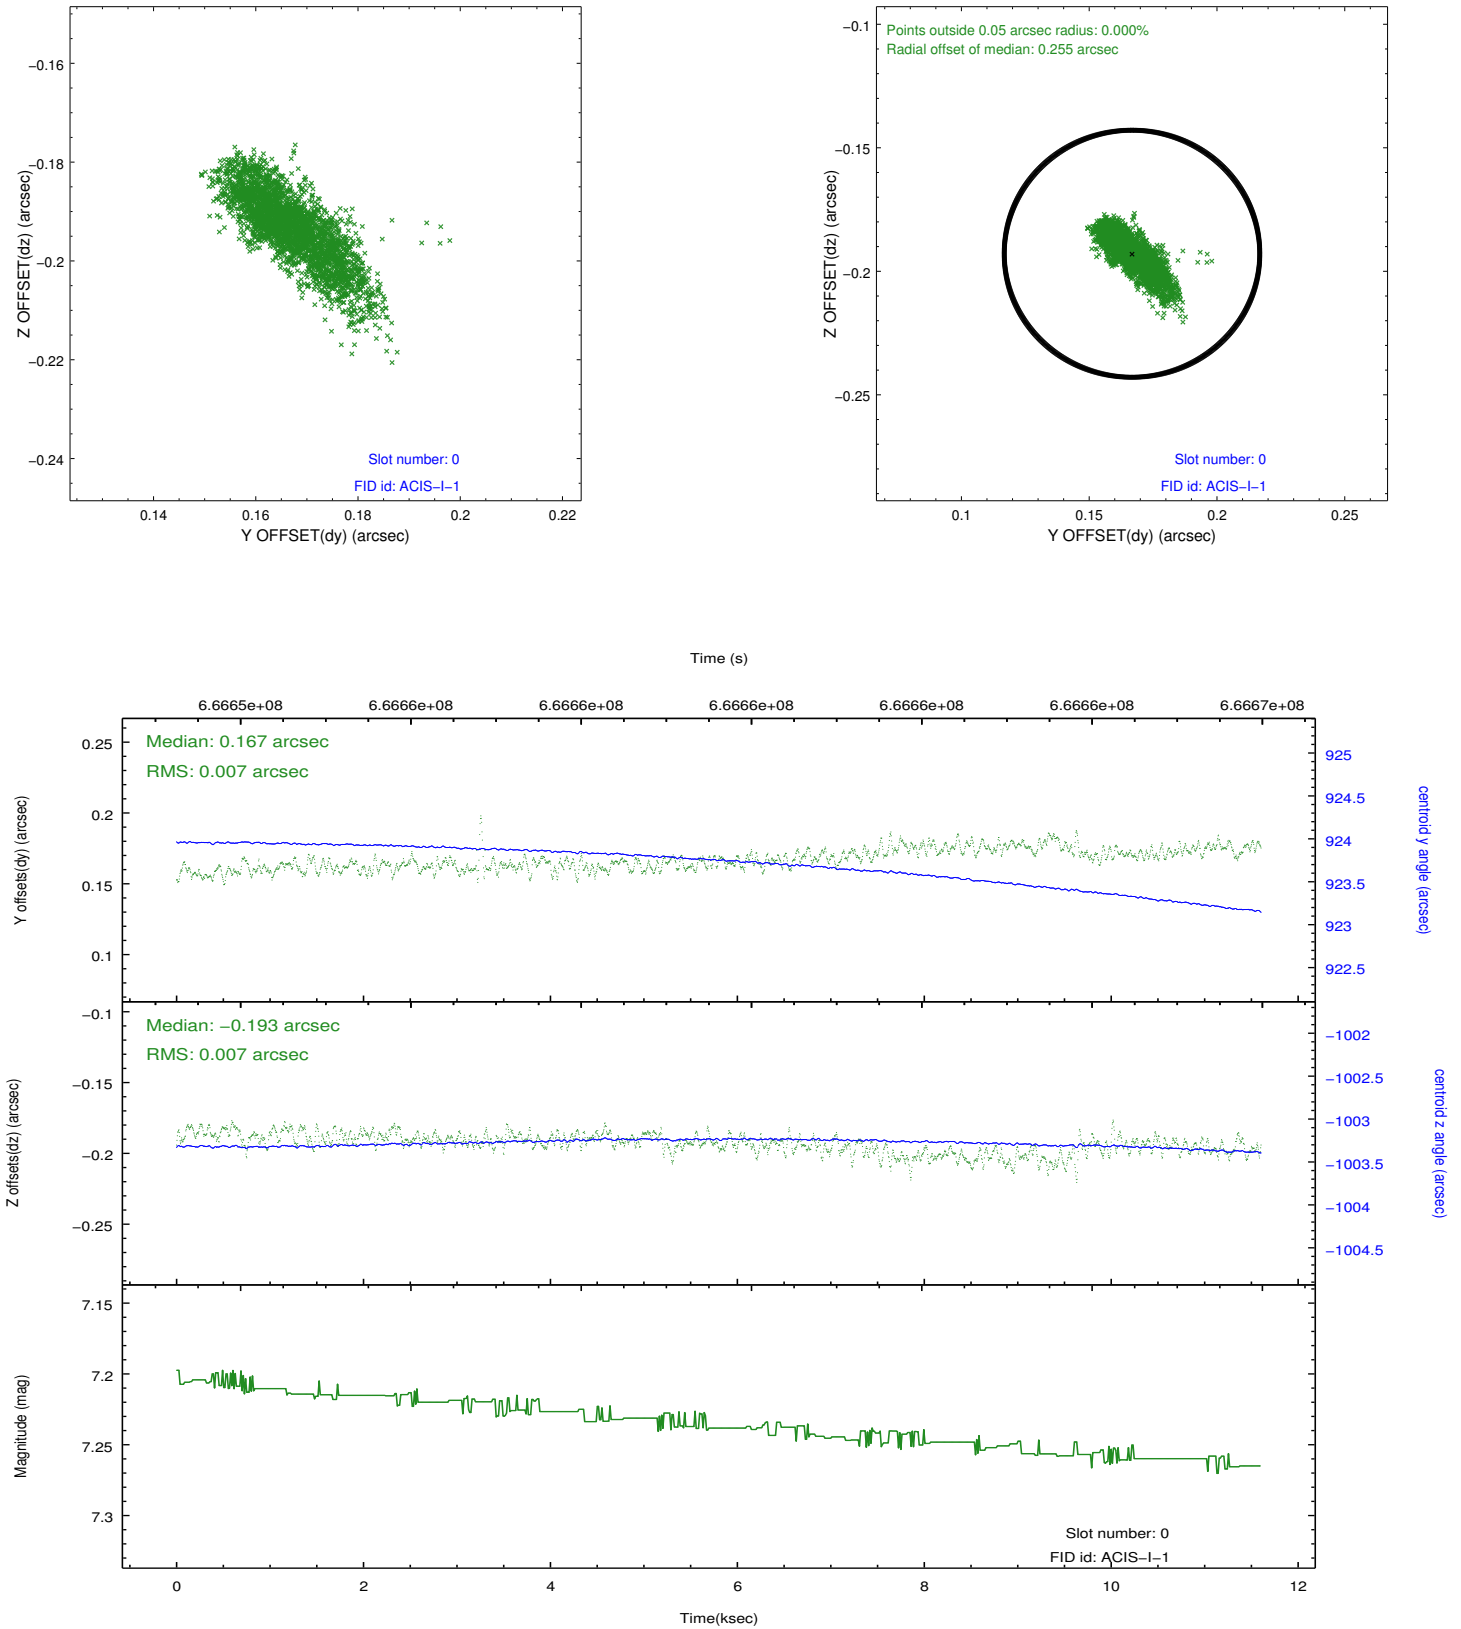 −0.16
−0.18
−0.2
−0.22
−0.24
Z OFFSET(dz) (arcsec)
Slot number: 0
FID id: ACIS−I−1
0.14
0.16
0.18
0.2
0.22
Y OFFSET(dy) (arcsec)
Points outside 0.05 arcsec radius: 0.000%
Radial offset of median: 0.255 arcsec
−0.1
−0.15
−0.2
−0.25
Z OFFSET(dz) (arcsec)
Slot number: 0
FID id: ACIS−I−1
0.1
0.15
0.2
0.25
Y OFFSET(dy) (arcsec)
Time (s)
6.6665e+08
6.6666e+08
6.6666e+08
6.6666e+08
6.6666e+08
6.6666e+08
6.6667e+08
Median: 0.167 arcsec
RMS: 0.007 arcsec
0.25
0.2
0.15
0.1
Y offsets(dy) (arcsec)
925
924.5
924
923.5
923
922.5
centroid y angle (arcsec)
Median: −0.193 arcsec
RMS: 0.007 arcsec
−0.1
−0.15
−0.2
−0.25
Z offsets(dz) (arcsec)
−1002
−1002.5
−1003
−1003.5
−1004
−1004.5
centroid z angle (arcsec)
7.15
7.2
7.25
7.3
Magnitude (mag)
Slot number: 0
FID id: ACIS−I−1
0
2
4
6
8
10
12
Time(ksec)